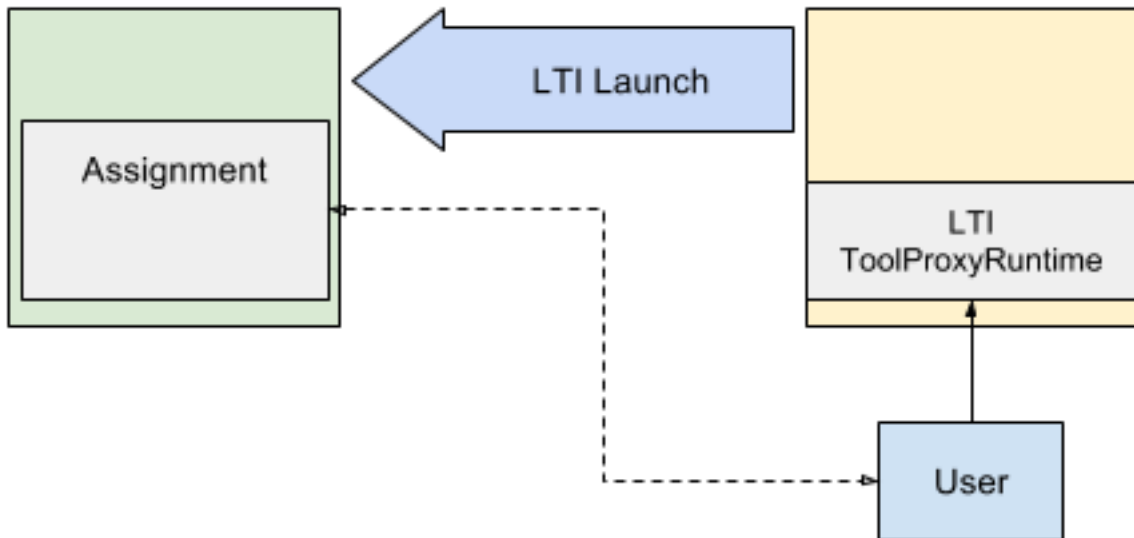 LTI Launch
Assignment
LTI
ToolProxyRuntime
User